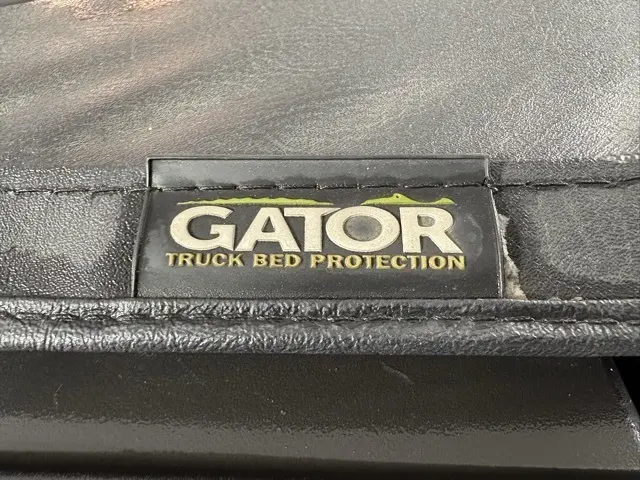 GATOR
TRUCK BED PROTECTION